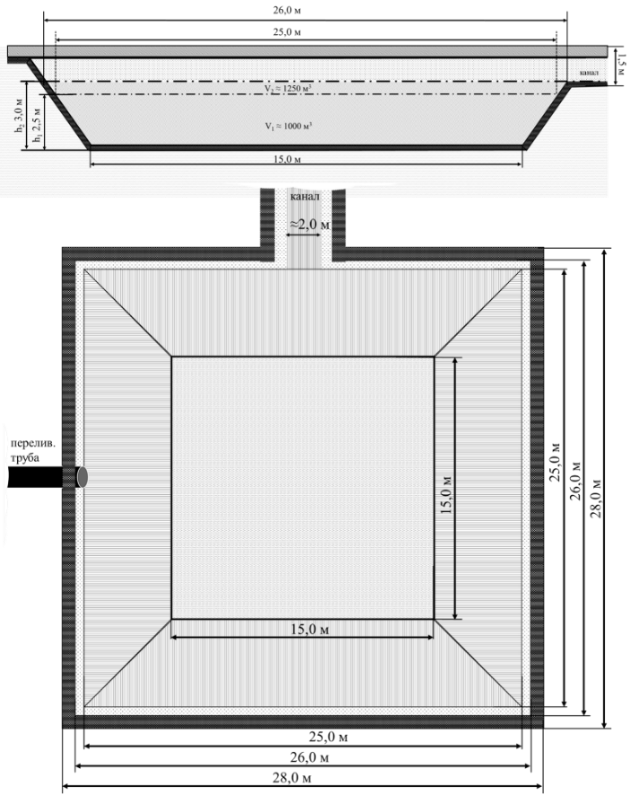 26,0 м
25,0 м
1,5 м
канал
V₂ ≈ 1250 м³
h₂ 3,0 м
h₁ 2,5 м
V₁ ≈ 1000 м³
15,0 м
канал
≈2,0 м
перелив.
труба
15,0 м
25,0 м
26,0 м
28,0 м
15,0 м
25,0 м
26,0 м
28,0 м